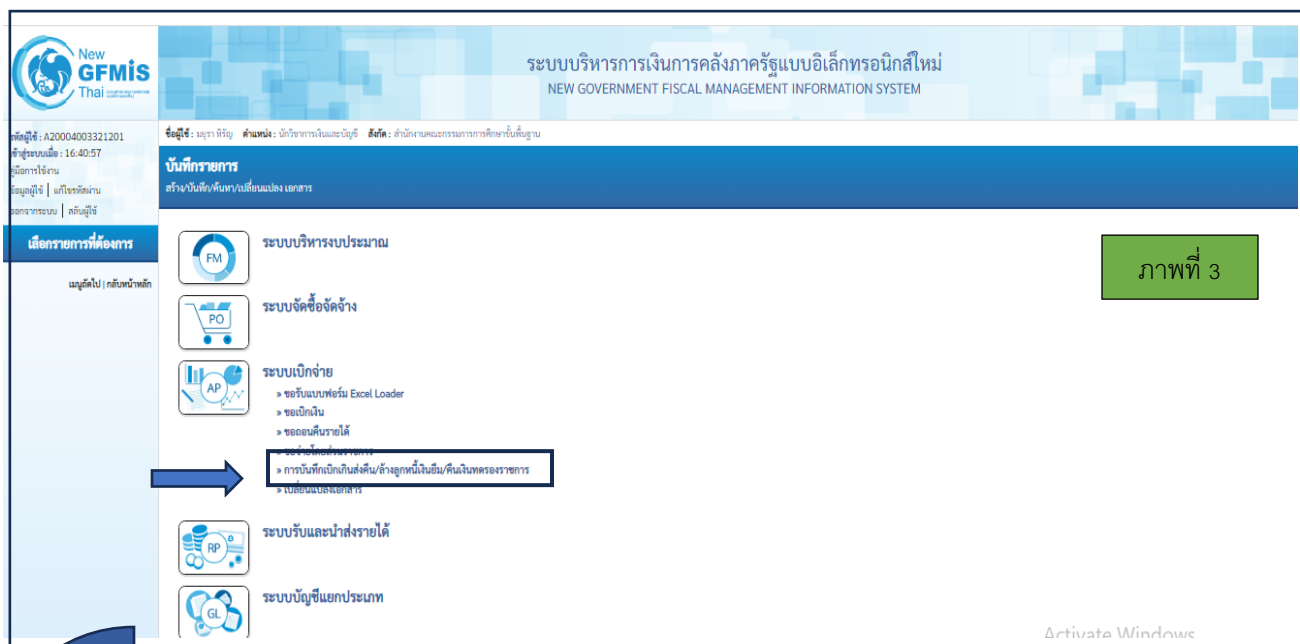 New
GFMIS
Thai
ระบบบริหารการเงินการคลังภาครัฐแบบอิเล็กทรอนิกส์ใหม่
NEW GOVERNMENT FISCAL MANAGEMENT INFORMATION SYSTEM
รหัสผู้ใช้ : A20004003321201
เข้าสู่ระบบเมื่อ : 16:40:57
คู่มือการใช้งาน
ข้อมูลผู้ใช้ | แก้ไขรหัสผ่าน
ออกจากระบบ | สลับผู้ใช้
ชื่อผู้ใช้ : มยุรา หิรัญ ตำแหน่ง : นักวิชาการเงินและบัญชี สังกัด : สำนักงานคณะกรรมการการศึกษาขั้นพื้นฐาน
บันทึกรายการ
สร้าง/บันทึก/ค้นหา/เปลี่ยนแปลง เอกสาร
เลือกรายการที่ต้องการ
เมนูถัดไป | กลับหน้าหลัก
ภาพที่ 3
FM
ระบบบริหารงบประมาณ
PO
ระบบจัดซื้อจัดจ้าง
AP
ระบบเบิกจ่าย
» ขอรับแบบฟอร์ม Excel Loader
» ขอเบิกเงิน
» ขอถอนคืนรายได้
» ขอจ่ายโดยส่วนราชการ
» การบันทึกเบิกเกินส่งคืน/ล้างลูกหนี้เงินยืม/คืนเงินทดรองราชการ
» เปลี่ยนแปลงเอกสาร
RP
ระบบรับและนำส่งรายได้
GL
ระบบบัญชีแยกประเภท
Activate Windows